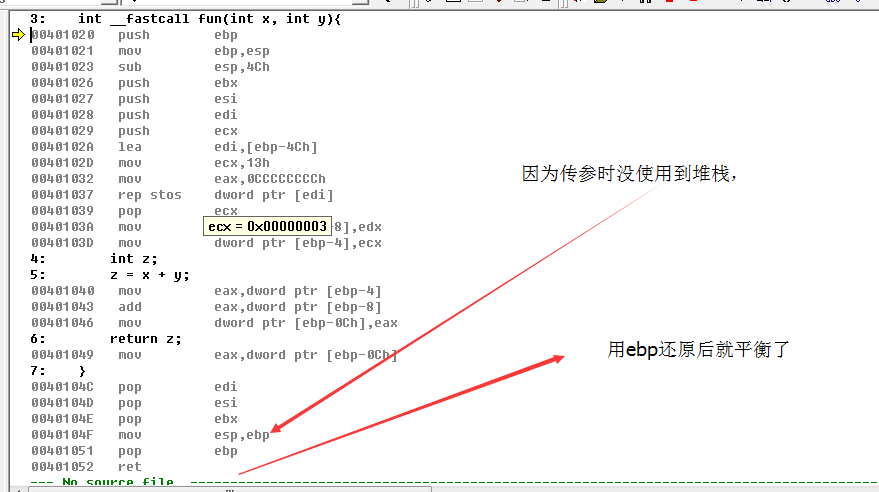 3:    int __fastcall fun(int x, int y){
00401020   push        ebp
00401021   mov         ebp,esp
00401023   sub         esp,4Ch
00401026   push        ebx
00401027   push        esi
00401028   push        edi
00401029   push        ecx
0040102A   lea         edi,[ebp-4Ch]
0040102D   mov         ecx,13h
00401032   mov         eax,0CCCCCCCCh
因为传参时没使用到堆栈，
00401037   rep stos    dword ptr [edi]
00401039   pop         ecx
ecx = 0x00000003
0040103A   mov         -8],edx
0040103D   mov         dword ptr [ebp-4],ecx
4:        int z;
5:        z = x + y;
00401040   mov         eax,dword ptr [ebp-4]
00401043   add         eax,dword ptr [ebp-8]
00401046   mov         dword ptr [ebp-0Ch],eax
6:        return z;
用ebp还原后就平衡了
00401049   mov         eax,dword ptr [ebp-0Ch]
7:    }
0040104C   pop         edi
0040104D   pop         esi
0040104E   pop         ebx
0040104F   mov         esp,ebp
00401051   pop         ebp
00401052   ret
--- No source file